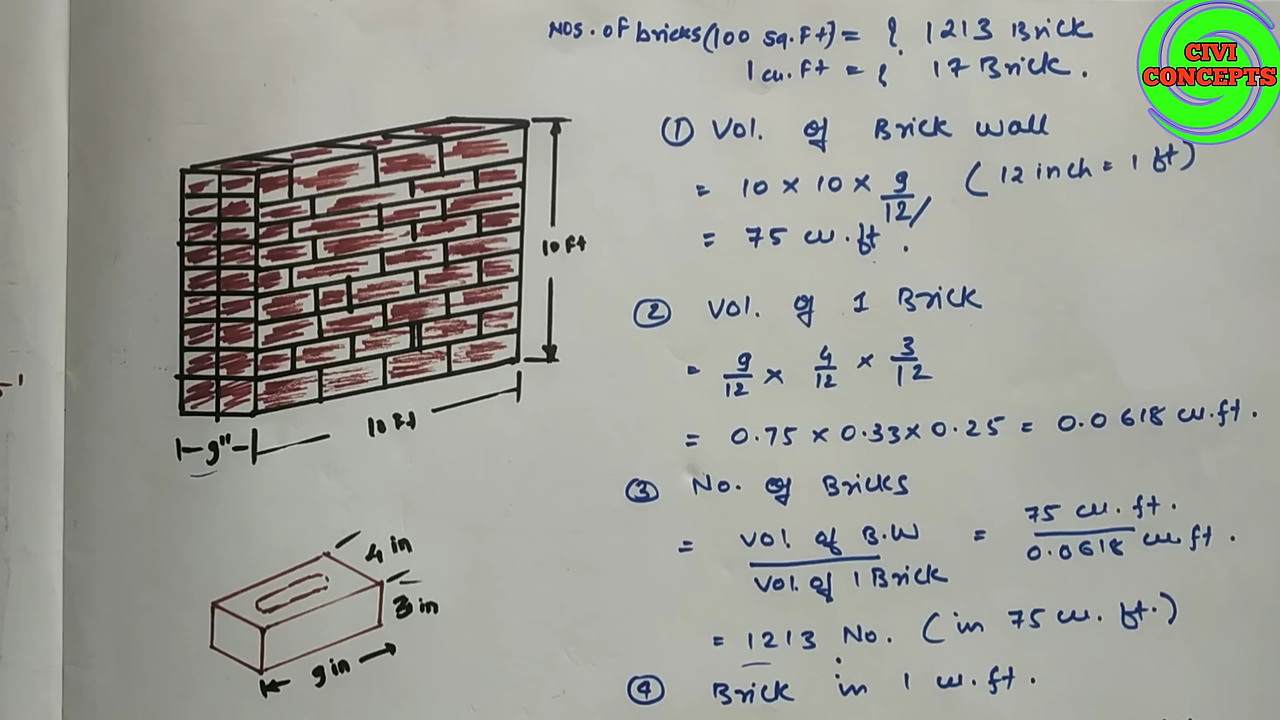 Nos. of bricks (100 sq.ft) = ? 1213 Brick
1 cu.ft = ? 17 Brick.
CIVI
CONCEPTS
① Vol. of Brick wall
= 10 × 10 × 9/12 (12 inch = 1 ft)
= 75 cu.ft.
10 ft
② Vol. of 1 Brick
= 9/12 × 4/12 × 3/12
= 0.75 × 0.33 × 0.25 = 0.0618 cu.ft.
10 ft
9"
③ No. of Bricks
= Vol. of B.W / Vol. of 1 Brick = 75 cu.ft. / 0.0618 cu ft.
4 in
3 in
9 in
= 1213 No. (in 75 cu. ft.)
④ Brick in 1 cu.ft.